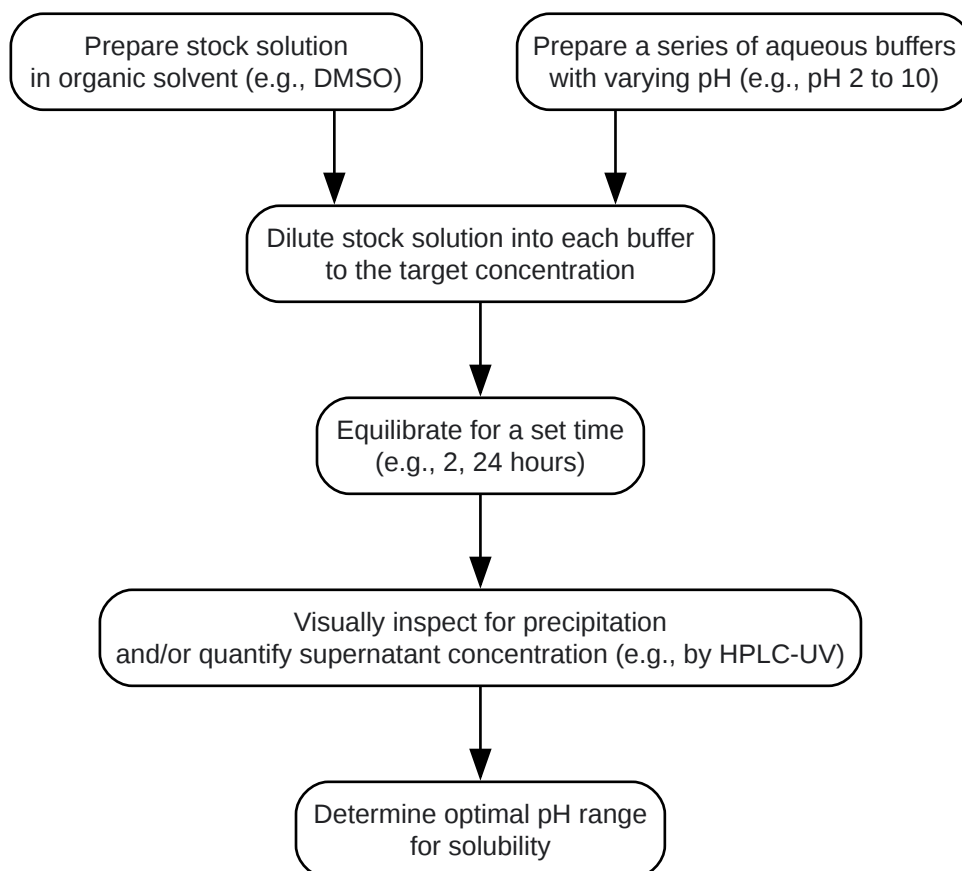 Prepare stock solution
in organic solvent (e.g., DMSO)
Prepare a series of aqueous buffers
with varying pH (e.g., pH 2 to 10)
Dilute stock solution into each buffer
to the target concentration
Equilibrate for a set time
(e.g., 2, 24 hours)
Visually inspect for precipitation
and/or quantify supernatant concentration (e.g., by HPLC-UV)
Determine optimal pH range
for solubility